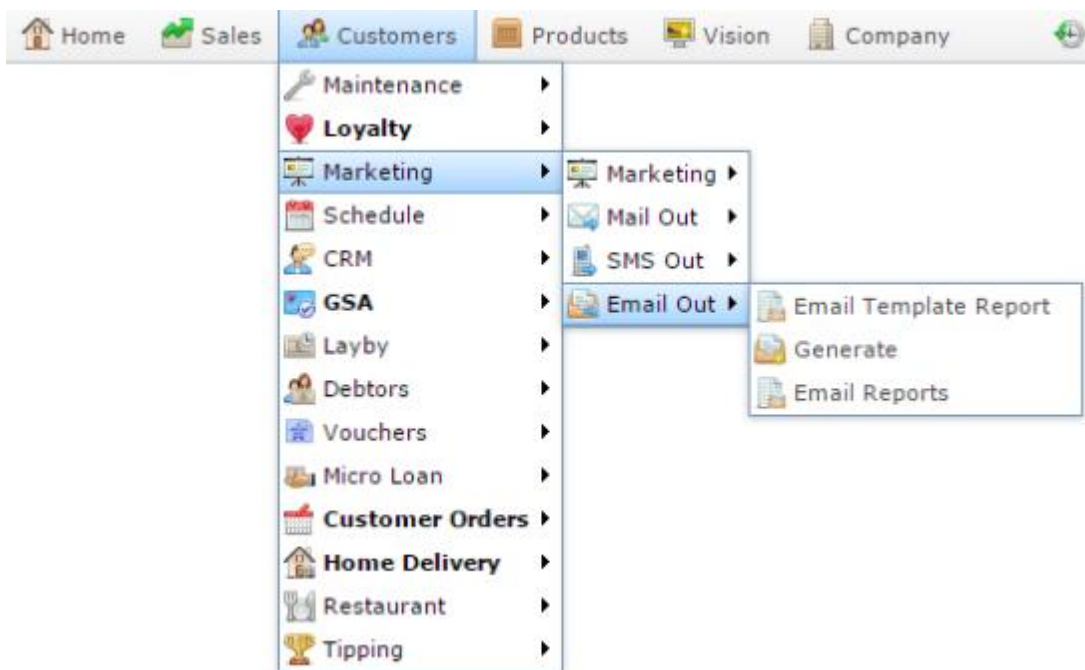 Home Sales Customers Products Vision Company
Maintenance
Loyalty
Marketing
Schedule
CRM
GSA
Layby
Debtors
Vouchers
Micro Loan
Customer Orders
Home Delivery
Restaurant
Tipping
Marketing
Mail Out
SMS Out
Email Out
Email Template Report
Generate
Email Reports